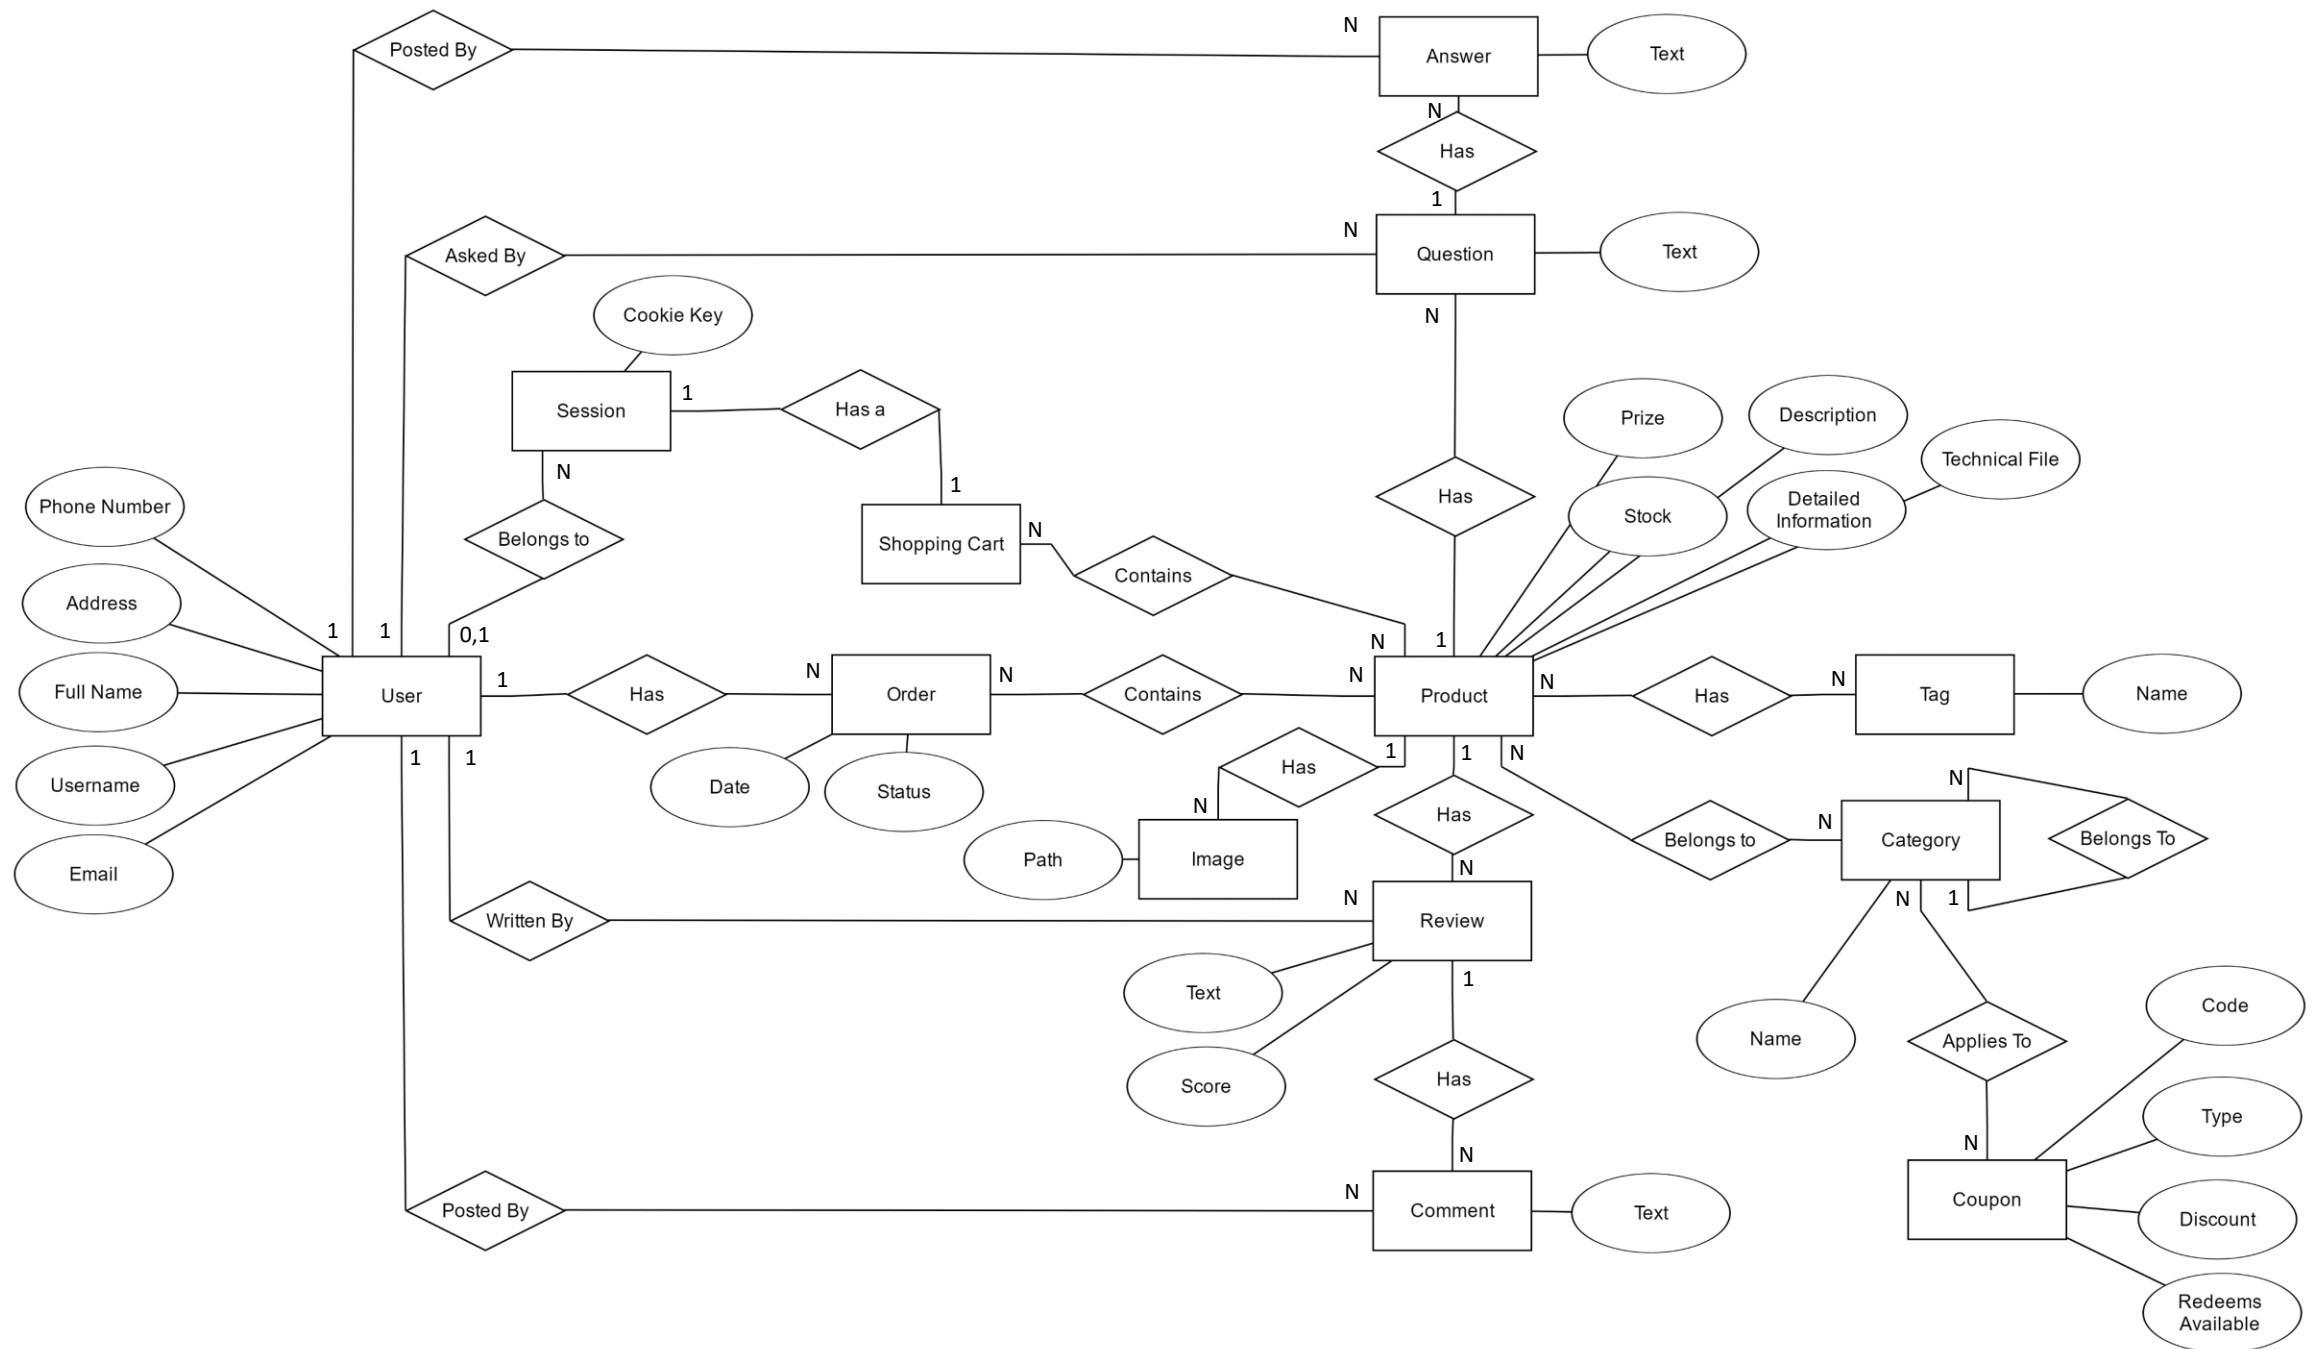 Posted By
N
Answer
Text
N
Has
1
Asked By
N
Question
Text
N
Cookie Key
Session
1
Has a
1
N
Belongs to
0,1
Shopping Cart
N
Contains
N
Has
1
Prize
Description
Technical File
Stock
Detailed
Information
Phone Number
Address
Full Name
Username
Email
1
1
User
1
Has
N
Order
N
Contains
N
Product
N
Has
N
Tag
Name
Date
Status
1
1
1
Has
N
Image
Path
1
Has
N
N
Belongs to
N
Category
N
Belongs To
1
N
Name
Applies To
N
Written By
N
Review
Text
Score
1
Has
N
Posted By
N
Comment
Text
Coupon
Code
Type
Discount
Redeems
Available